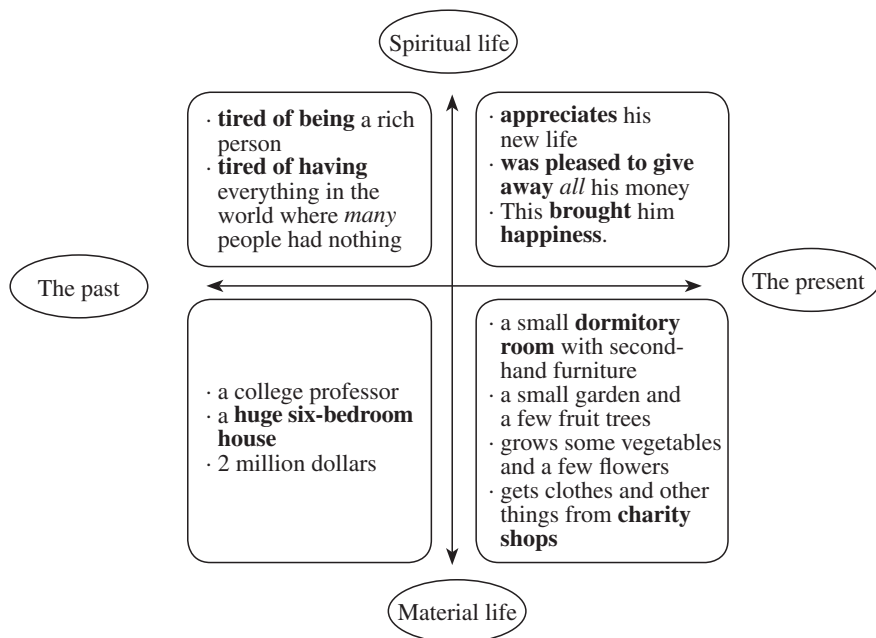 Spiritual life
· tired of being a rich
person
· tired of having
everything in the
world where many
people had nothing
· appreciates his
new life
· was pleased to give
away all his money
· This brought him
happiness.
The past
The present
· a college professor
· a huge six-bedroom
house
· 2 million dollars
· a small dormitory
room with second-
hand furniture
· a small garden and
a few fruit trees
· grows some vegetables
and a few flowers
· gets clothes and other
things from charity
shops
Material life